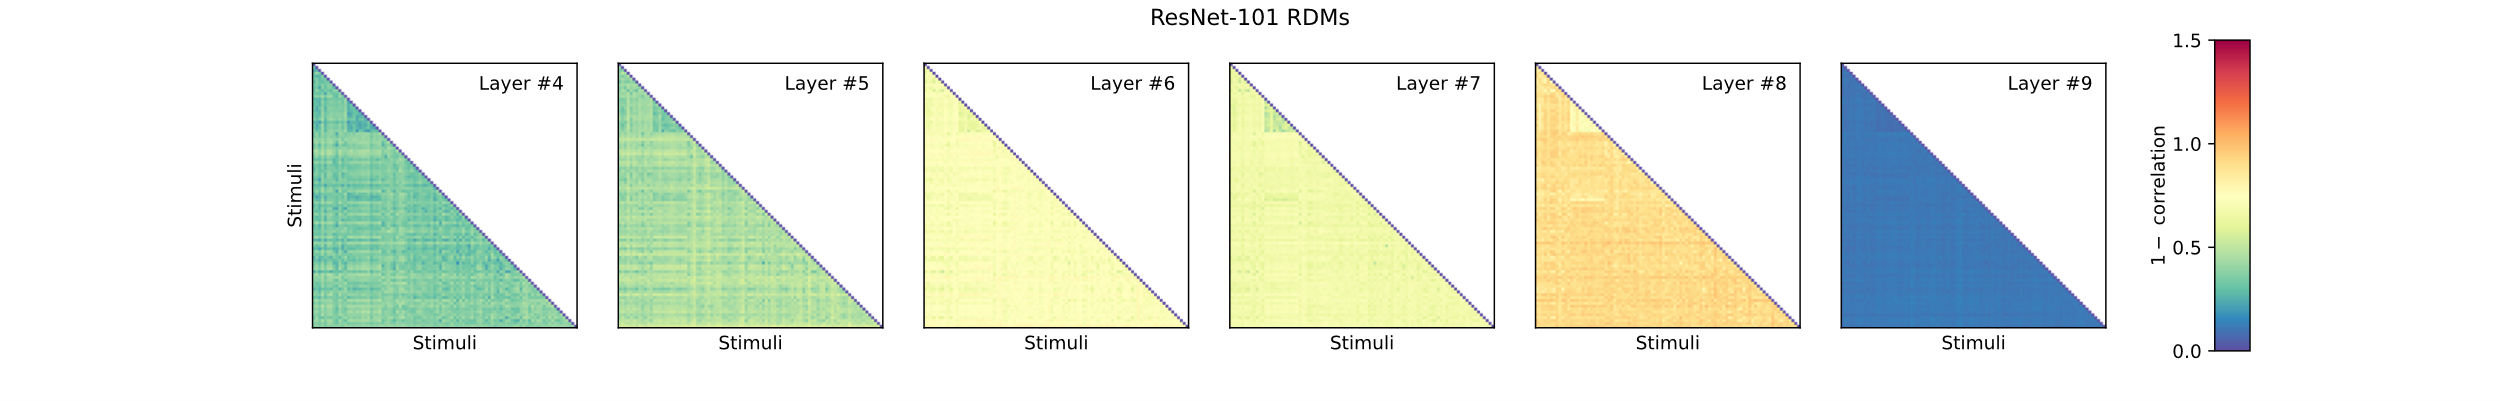 ResNet-101 RDMs
Layer #4
Layer #5
Layer #6
Layer #7
Layer #8
Layer #9
Stimuli
Stimuli
Stimuli
Stimuli
Stimuli
Stimuli
Stimuli
1.5
1.0
0.5
0.0
1 − correlation